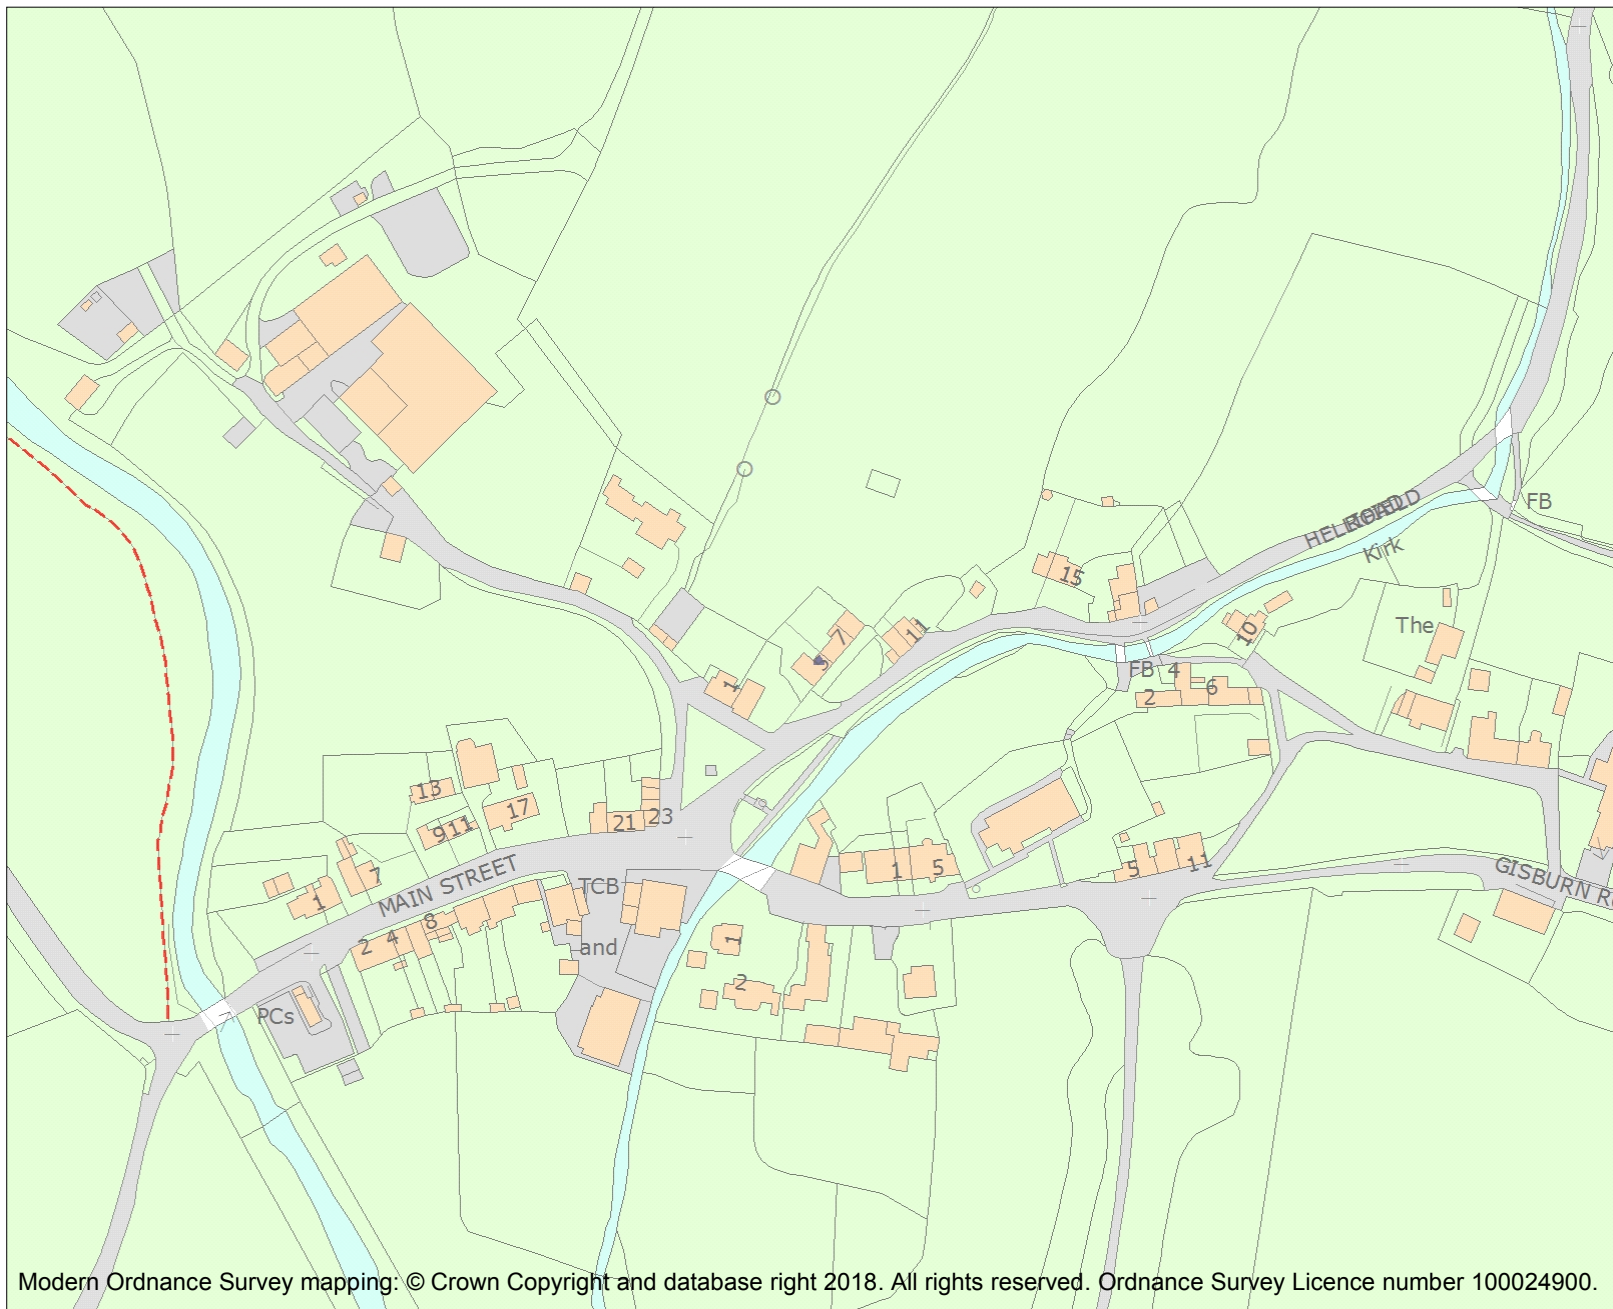 FB
HELLIFIELD
ROAD
Kirk
15
11
7
The
10
FB
4
6
2
1
13
17
9
11
21
23
7
1
5
5
11
GISBURN R
MAIN STREET
TCB
1
8
4
2
and
1
2
PCs
Modern Ordnance Survey mapping: © Crown Copyright and database right 2018. All rights reserved. Ordnance Survey Licence number 100024900.